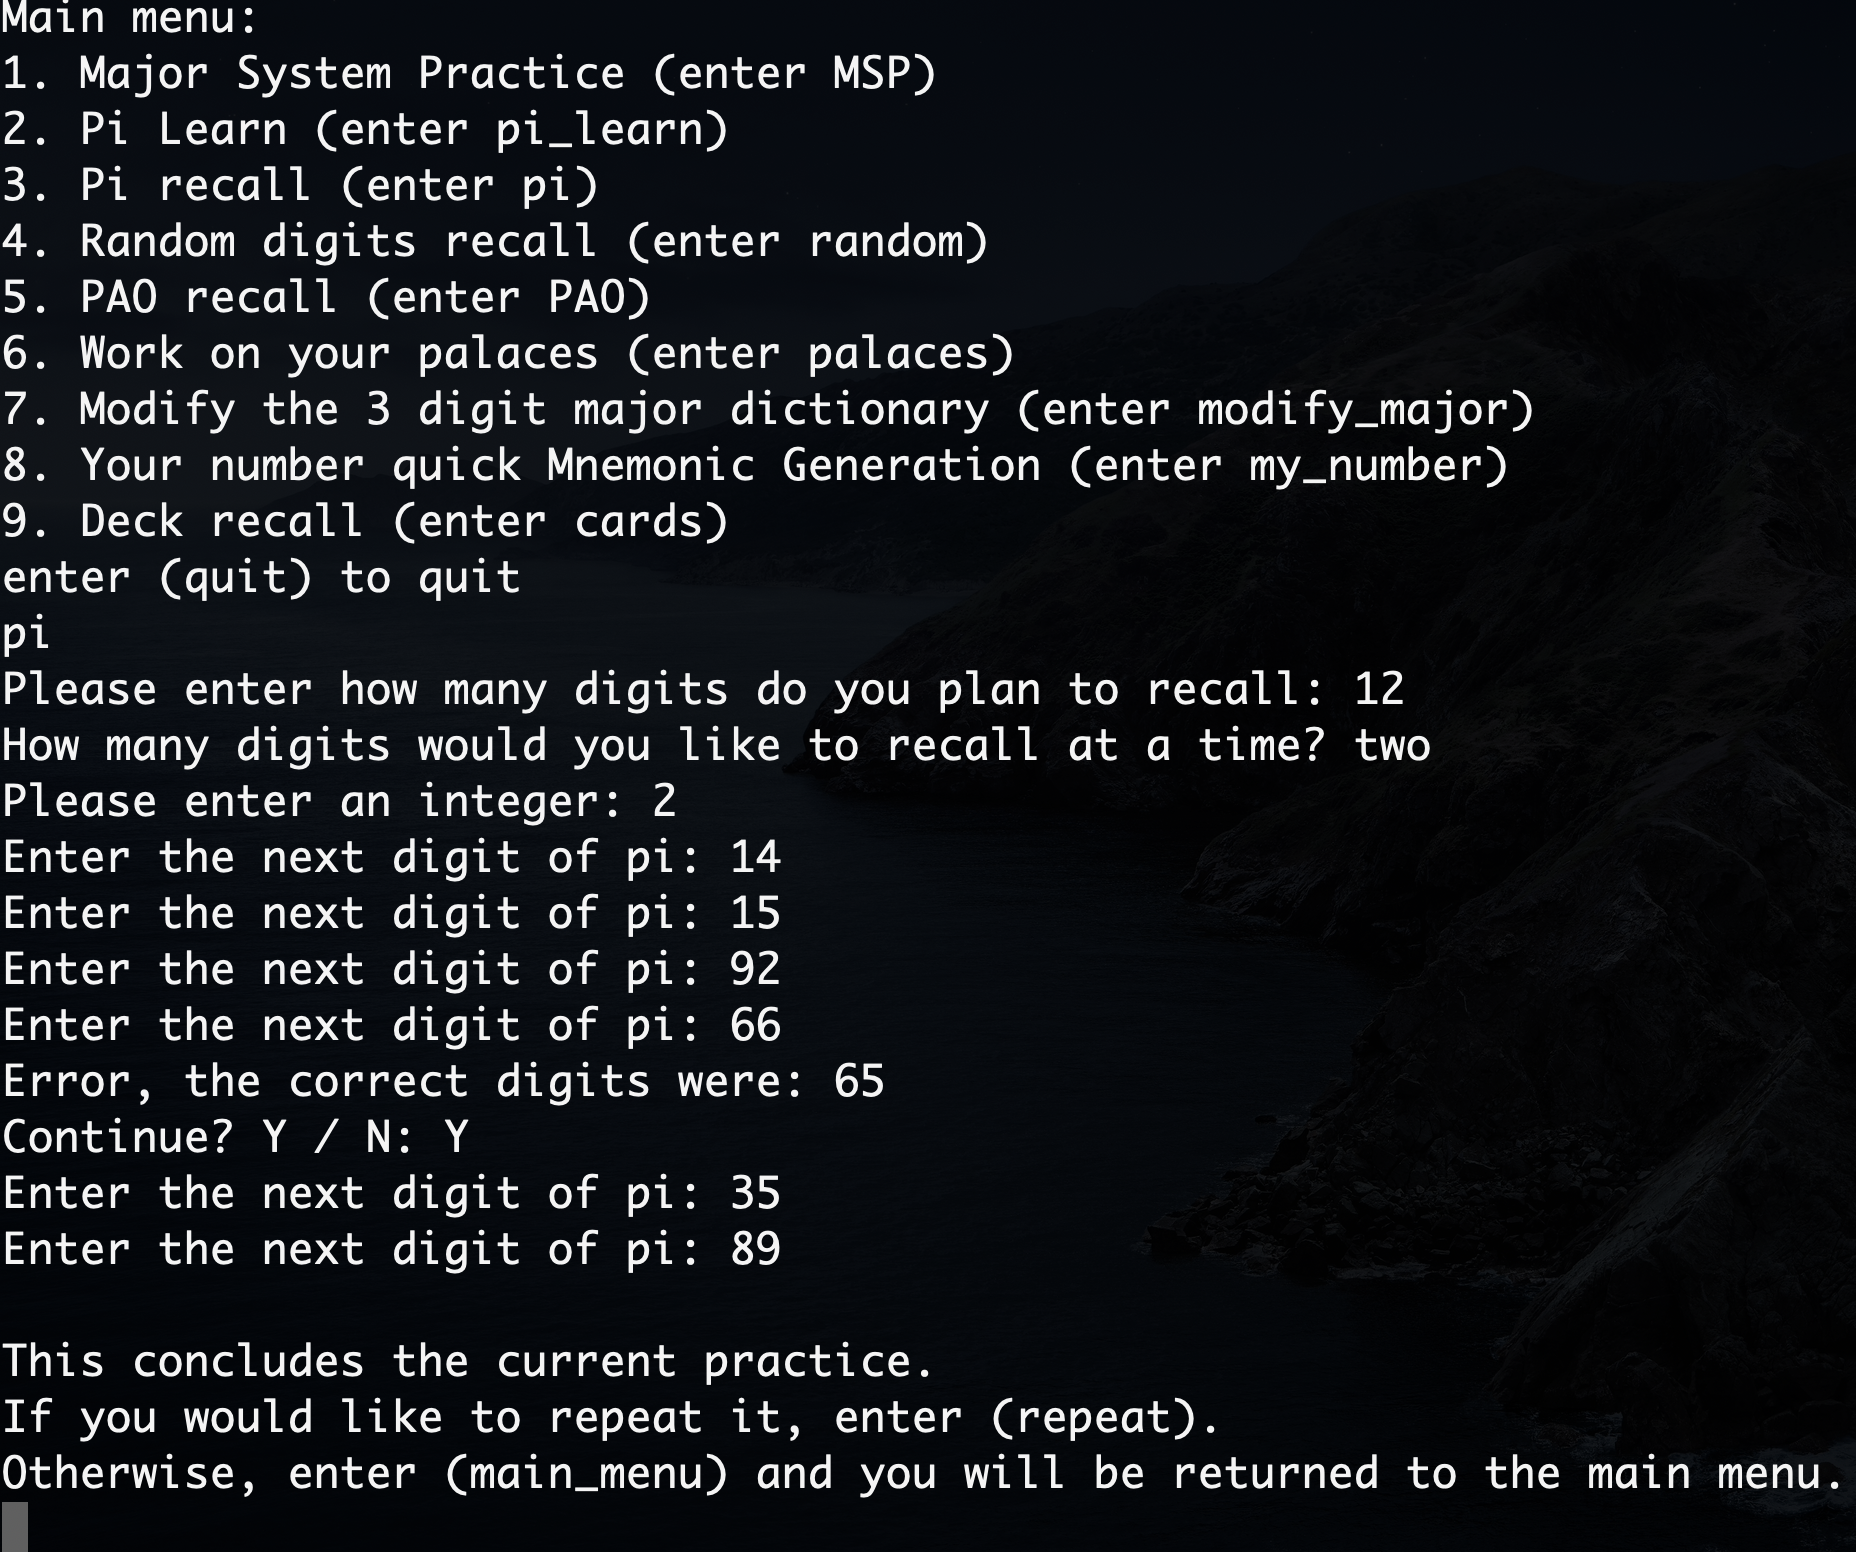 Main menu:
1. Major System Practice (enter MSP)
2. Pi Learn (enter pi_learn)
3. Pi recall (enter pi)
4. Random digits recall (enter random)
5. PAO recall (enter PAO)
6. Work on your palaces (enter palaces)
7. Modify the 3 digit major dictionary (enter modify_major)
8. Your number quick Mnemonic Generation (enter my_number)
9. Deck recall (enter cards)
enter (quit) to quit
pi
Please enter how many digits do you plan to recall: 12
How many digits would you like to recall at a time? two
Please enter an integer: 2
Enter the next digit of pi: 14
Enter the next digit of pi: 15
Enter the next digit of pi: 92
Enter the next digit of pi: 66
Error, the correct digits were: 65
Continue? Y / N: Y
Enter the next digit of pi: 35
Enter the next digit of pi: 89
This concludes the current practice.
If you would like to repeat it, enter (repeat).
Otherwise, enter (main_menu) and you will be returned to the main menu.